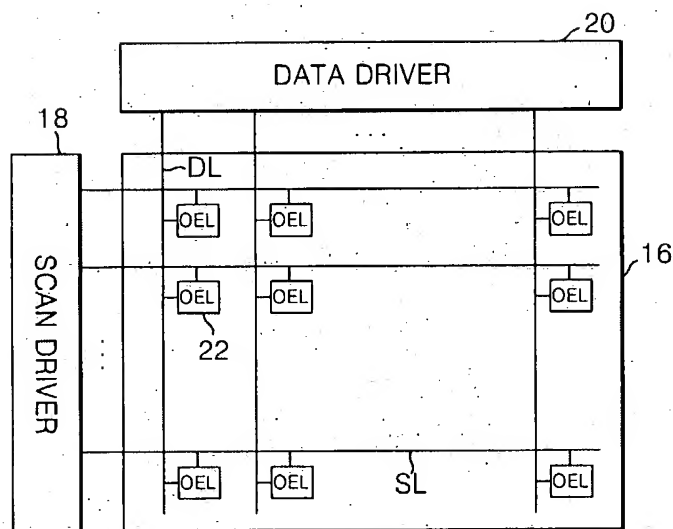 20
DATA DRIVER
18
...
DL
OEL OEL OEL
16
OEL OEL OEL
22
SCAN DRIVER
...
SL
OEL OEL OEL